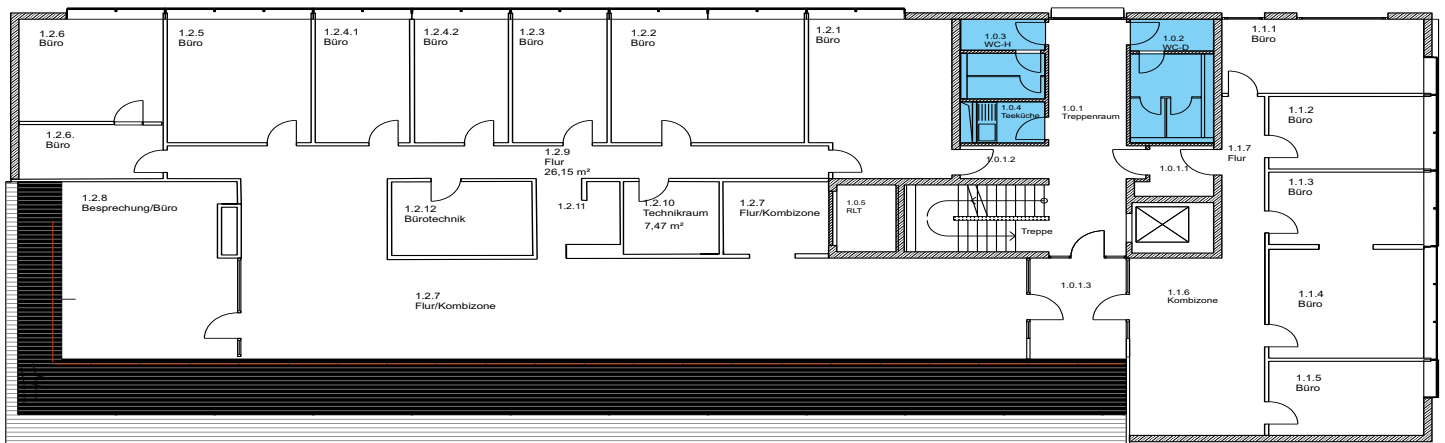 1.2.6
Büro
1.2.5
Büro
1.2.4.1
Büro
1.2.4.2
Büro
1.2.3
Büro
1.2.2
Büro
1.2.1
Büro
1.0.3
WC-H
1.0.2
WC-D
1.1.1
Büro
1.0.4
Teeküche
1.0.1
Treppenraum
1.1.2
Büro
1.2.6.
Büro
1.2.9
Flur
26,15 m²
1.0.1.2
1.0.1.1
1.1.7
Flur
1.1.3
Büro
1.2.8
Besprechung/Büro
1.2.12
Bürotechnik
1.2.11
1.2.10
Technikraum
7,47 m²
1.2.7
Flur/Kombizone
1.0.5
RLT
Treppe
1.2.7
Flur/Kombizone
1.0.1.3
1.1.6
Kombizone
1.1.4
Büro
1.1.5
Büro